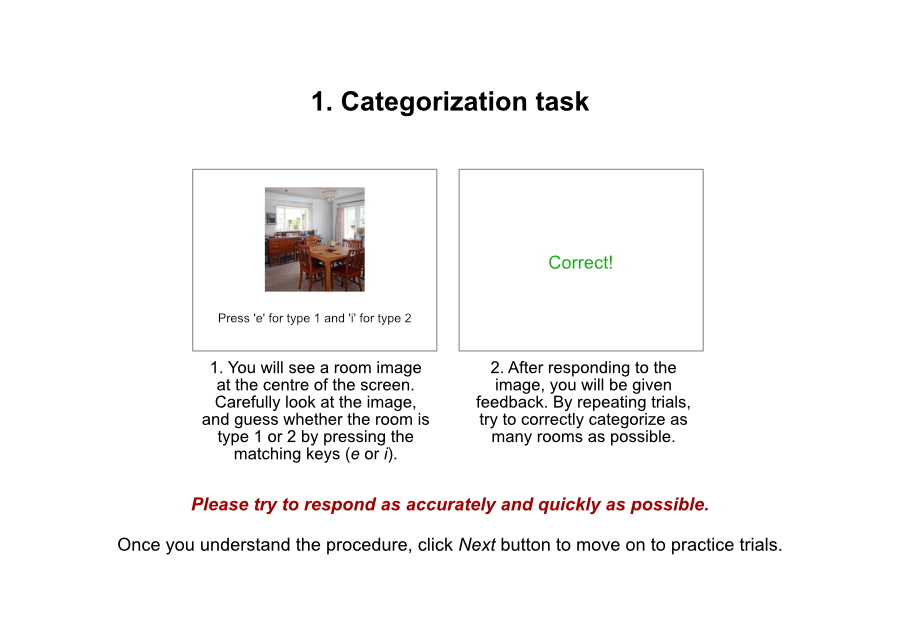 1. Categorization task
Press 'e' for type 1 and 'i' for type 2
Correct!
1. You will see a room image
at the centre of the screen.
Carefully look at the image,
and guess whether the room is
type 1 or 2 by pressing the
matching keys (e or i).
2. After responding to the
image, you will be given
feedback. By repeating trials,
try to correctly categorize as
many rooms as possible.
Please try to respond as accurately and quickly as possible.
Once you understand the procedure, click Next button to move on to practice trials.